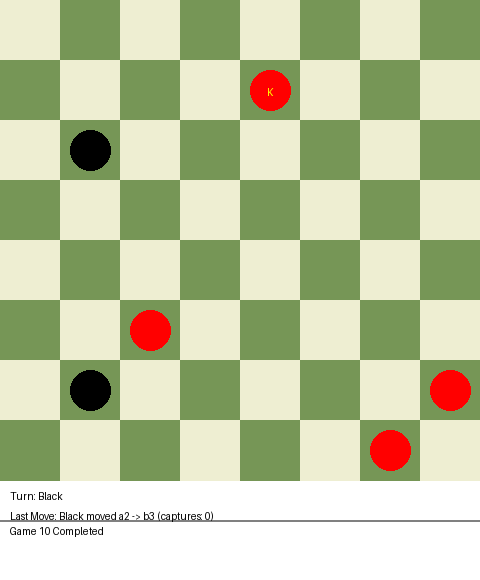 K
Turn: Black
Last Move: Black moved a2 -> b3 (captures: 0)
Game 10 Completed